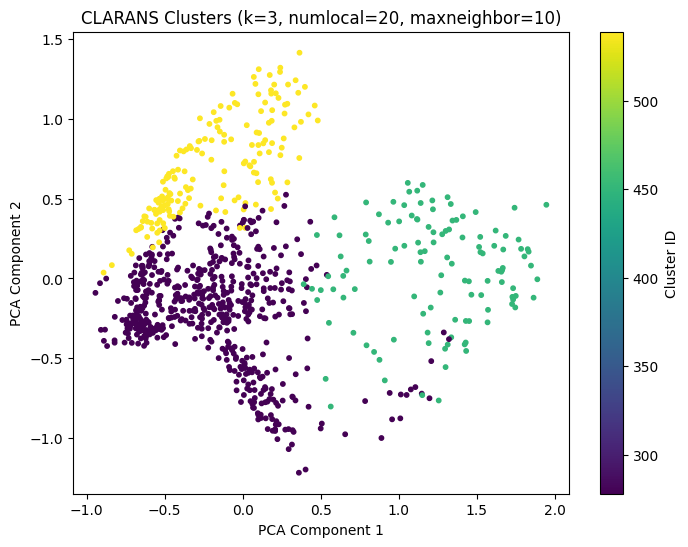 CLARANS Clusters (k=3, numlocal=20, maxneighbor=10)
1.5
1.0
0.5
0.0
−0.5
−1.0
PCA Component 2
−1.0 −0.5 0.0 0.5 1.0 1.5 2.0
PCA Component 1
500
450
400
350
300
Cluster ID